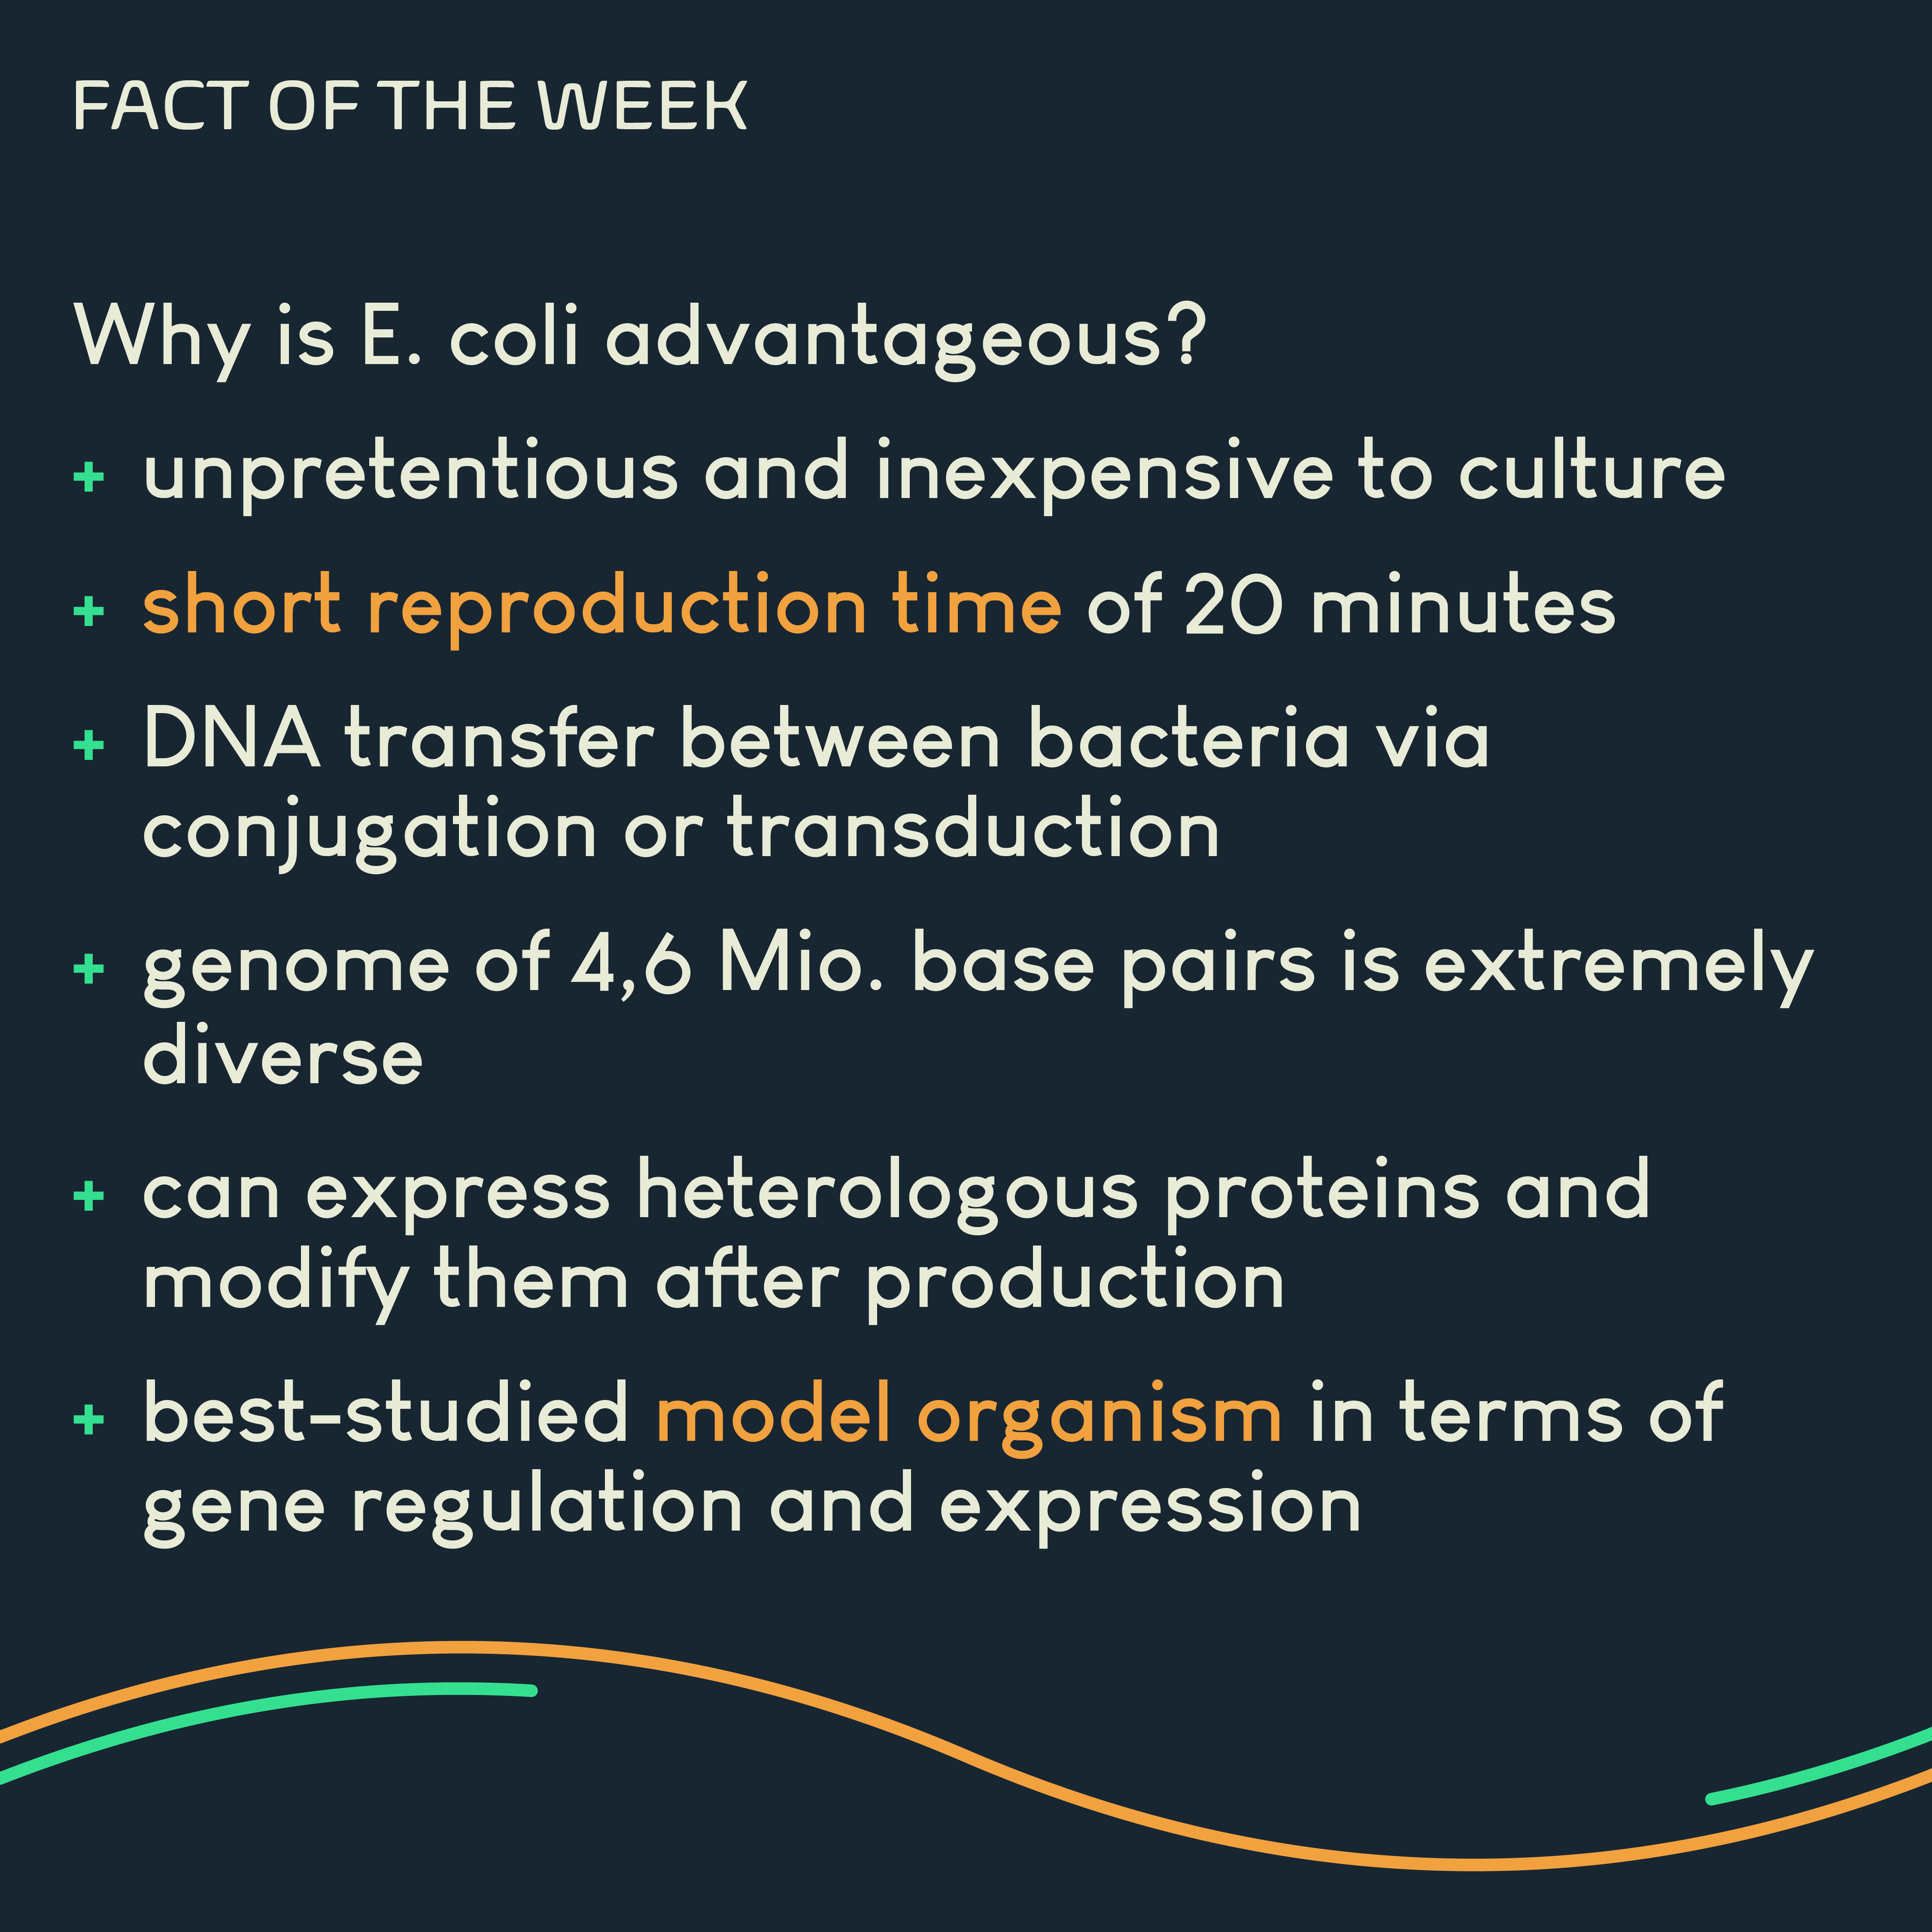 FACT OF THE WEEK
Why is E. coli advantageous?
+ unpretentious and inexpensive to culture
+ short reproduction time of 20 minutes
+ DNA transfer between bacteria via
conjugation or transduction
+ genome of 4,6 Mio. base pairs is extremely
diverse
+ can express heterologous proteins and
modify them after production
+ best-studied model organism in terms of
gene regulation and expression